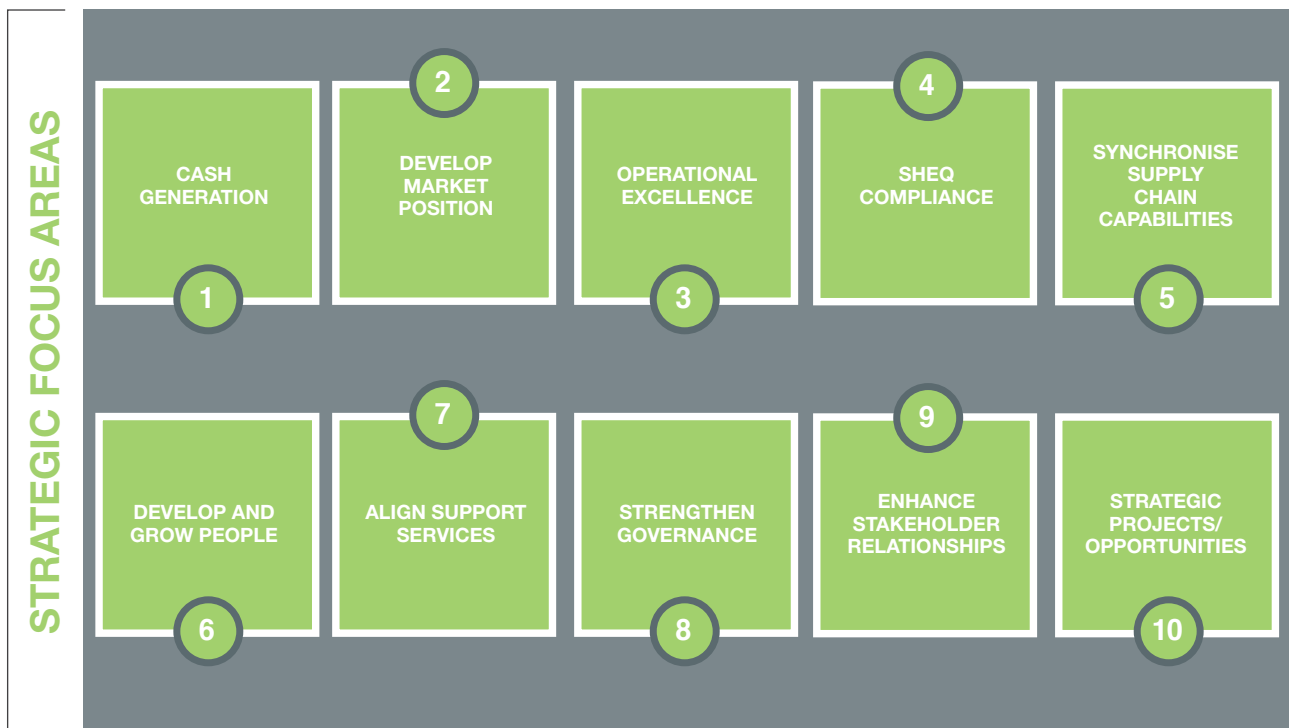 STRATEGIC FOCUS AREAS
CASH
GENERATION
1
2
DEVELOP
MARKET
POSITION
OPERATIONAL
EXCELLENCE
3
4
SHEQ
COMPLIANCE
SYNCHRONISE
SUPPLY
CHAIN
CAPABILITIES
5
DEVELOP AND
GROW PEOPLE
6
7
ALIGN SUPPORT
SERVICES
STRENGTHEN
GOVERNANCE
8
9
ENHANCE
STAKEHOLDER
RELATIONSHIPS
STRATEGIC
PROJECTS/
OPPORTUNITIES
10